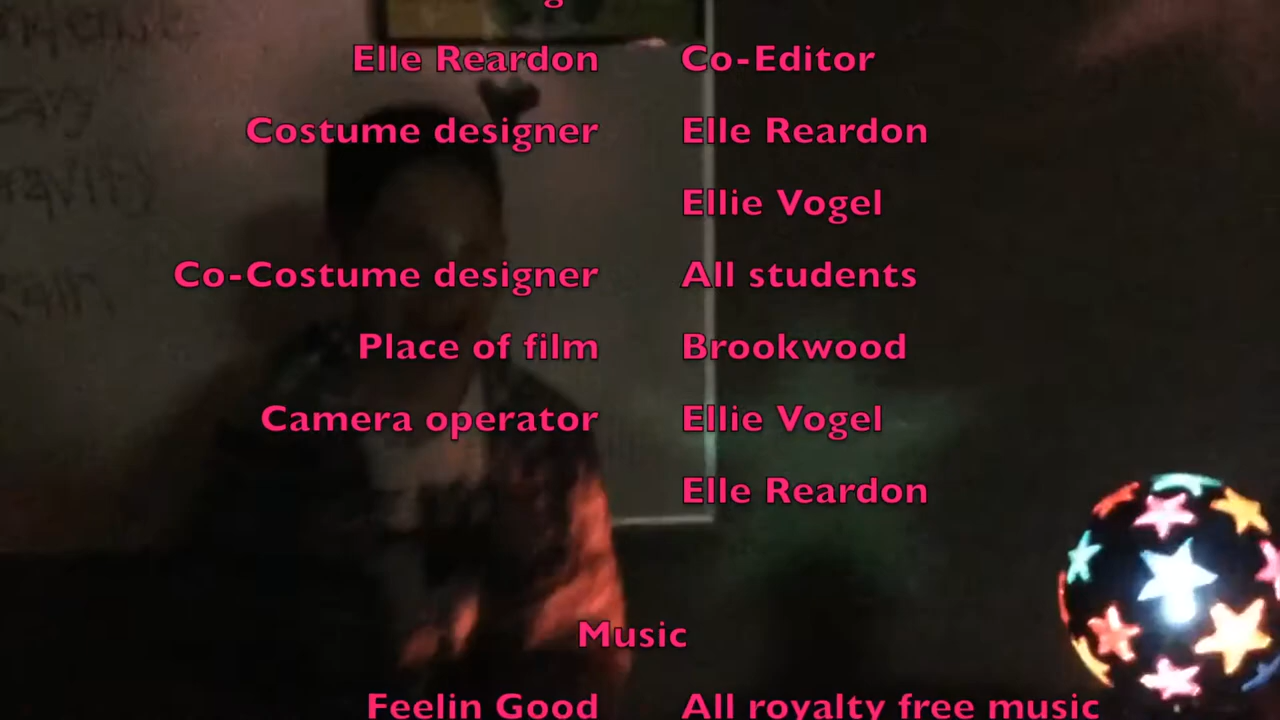 Elle Reardon Co-Editor
Costume designer Elle Reardon
Ellie Vogel
Co-Costume designer All students
Place of film Brookwood
Camera operator Ellie Vogel
Elle Reardon
Music
Feelin Good All royalty free music